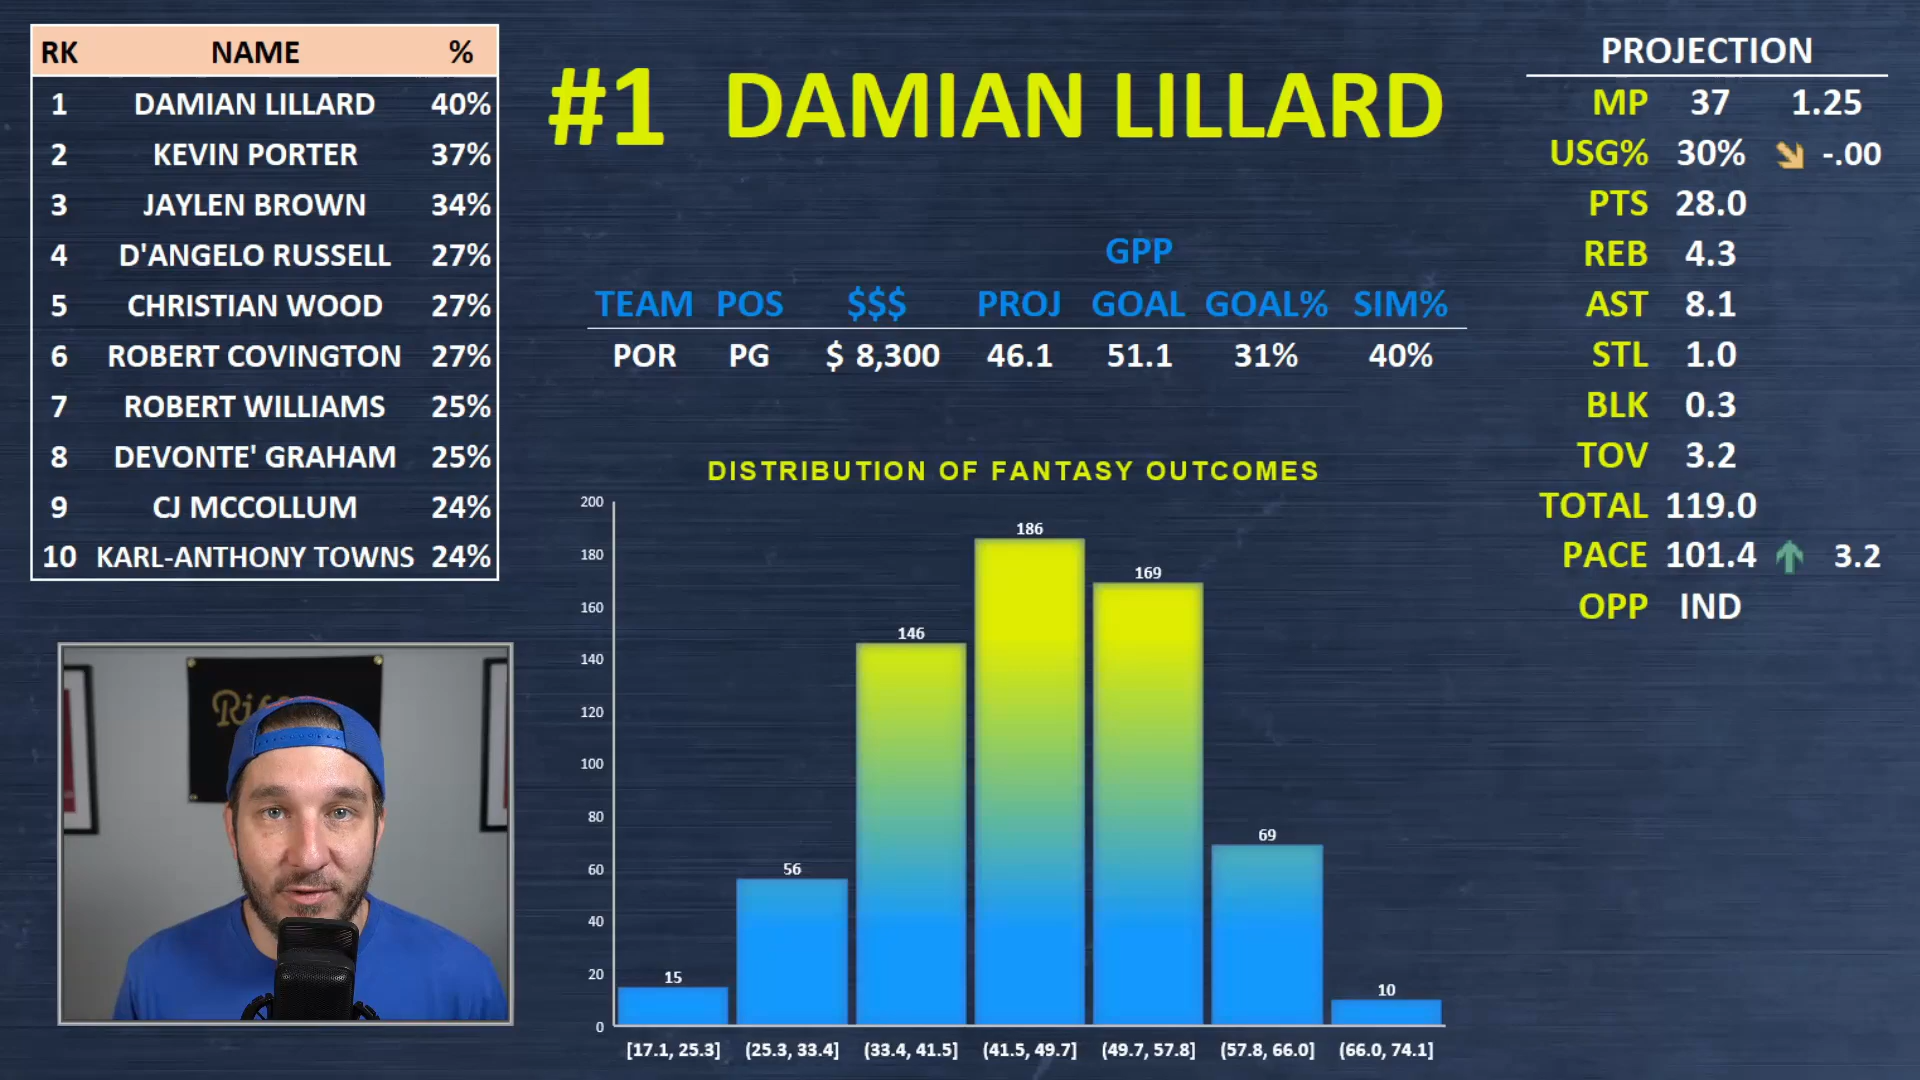 RK NAME %
1 DAMIAN LILLARD 40%
2 KEVIN PORTER 37%
3 JAYLEN BROWN 34%
4 D'ANGELO RUSSELL 27%
5 CHRISTIAN WOOD 27%
6 ROBERT COVINGTON 27%
7 ROBERT WILLIAMS 25%
8 DEVONTE' GRAHAM 25%
9 CJ MCCOLLUM 24%
10 KARL-ANTHONY TOWNS 24%
#1 DAMIAN LILLARD
GPP
TEAM POS $$$ PROJ GOAL GOAL% SIM%
POR PG $ 8,300 46.1 51.1 31% 40%
DISTRIBUTION OF FANTASY OUTCOMES
200
180
160
140
120
100
80
60
40
20
0
15
56
146
186
169
69
10
[17.1, 25.3] (25.3, 33.4] (33.4, 41.5] (41.5, 49.7] (49.7, 57.8] (57.8, 66.0] (66.0, 74.1]
PROJECTION
MP 37 1.25
USG% 30% -.00
PTS 28.0
REB 4.3
AST 8.1
STL 1.0
BLK 0.3
TOV 3.2
TOTAL 119.0
PACE 101.4 3.2
OPP IND